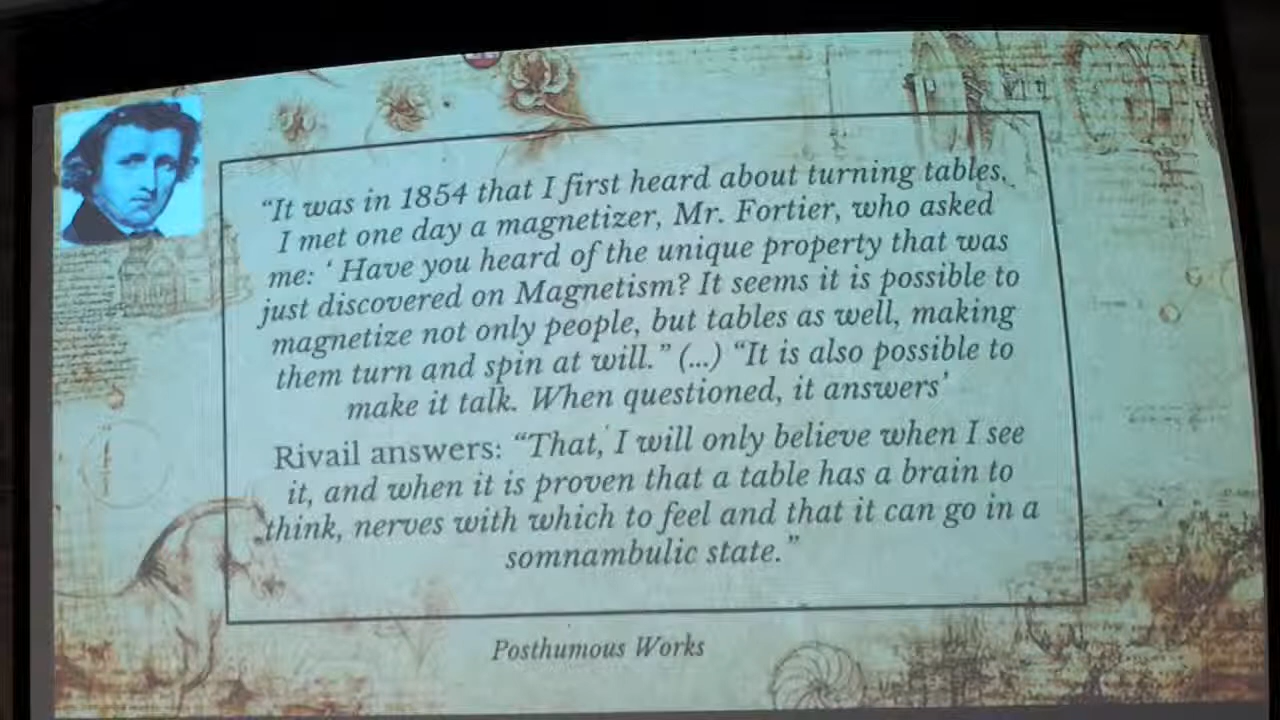 “It was in 1854 that I first heard about turning tables.
I met one day a magnetizer, Mr. Fortier, who asked
me: ‘ Have you heard of the unique property that was
just discovered on Magnetism? It seems it is possible to
magnetize not only people, but tables as well, making
them turn and spin at will.” (...) “It is also possible to
make it talk. When questioned, it answers’
Rivail answers: “That, I will only believe when I see
it, and when it is proven that a table has a brain to
think, nerves with which to feel and that it can go in a
somnambulic state.”
Posthumous Works